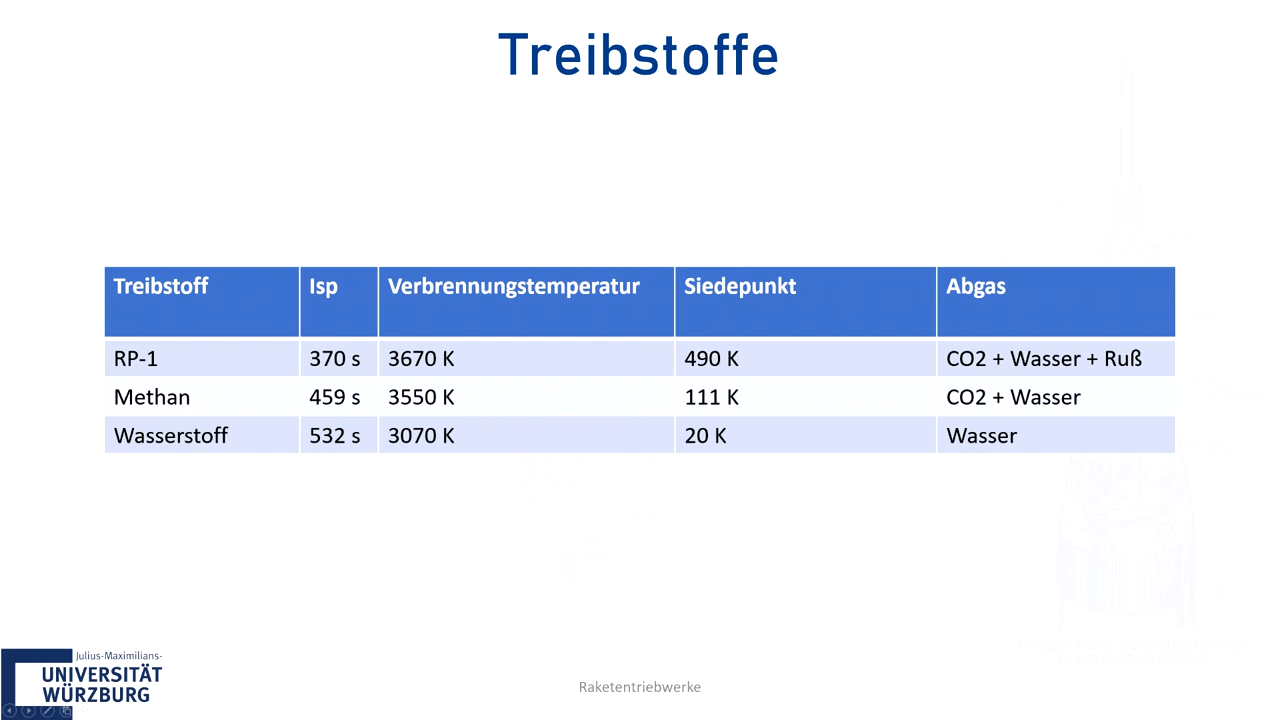 Treibstoffe
Treibstoff Isp Verbrennungstemperatur Siedepunkt Abgas
RP-1 370 s 3670 K 490 K CO2 + Wasser + Ruß
Methan 459 s 3550 K 111 K CO2 + Wasser
Wasserstoff 532 s 3070 K 20 K Wasser
Julius-Maximilians-
UNIVERSITÄT
WÜRZBURG
Raketentriebwerke